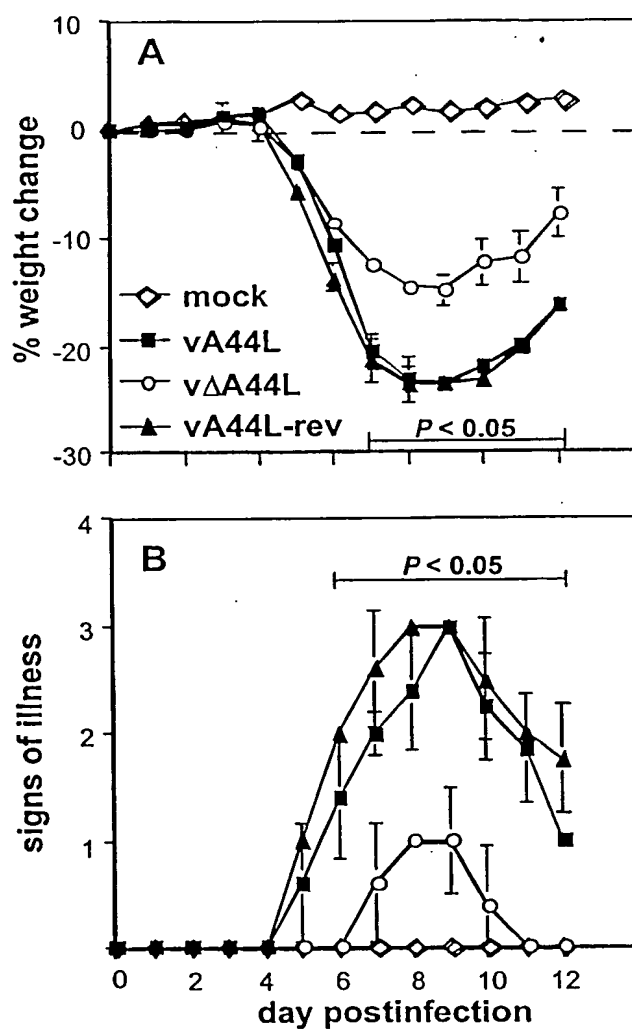 10
A
0
% weight change
-10
mock
vA44L
-20
vΔA44L
vA44L-rev
P < 0.05
-30
4
B
P < 0.05
3
signs of illness
2
1
0 2 4 6 8 10 12
day postinfection